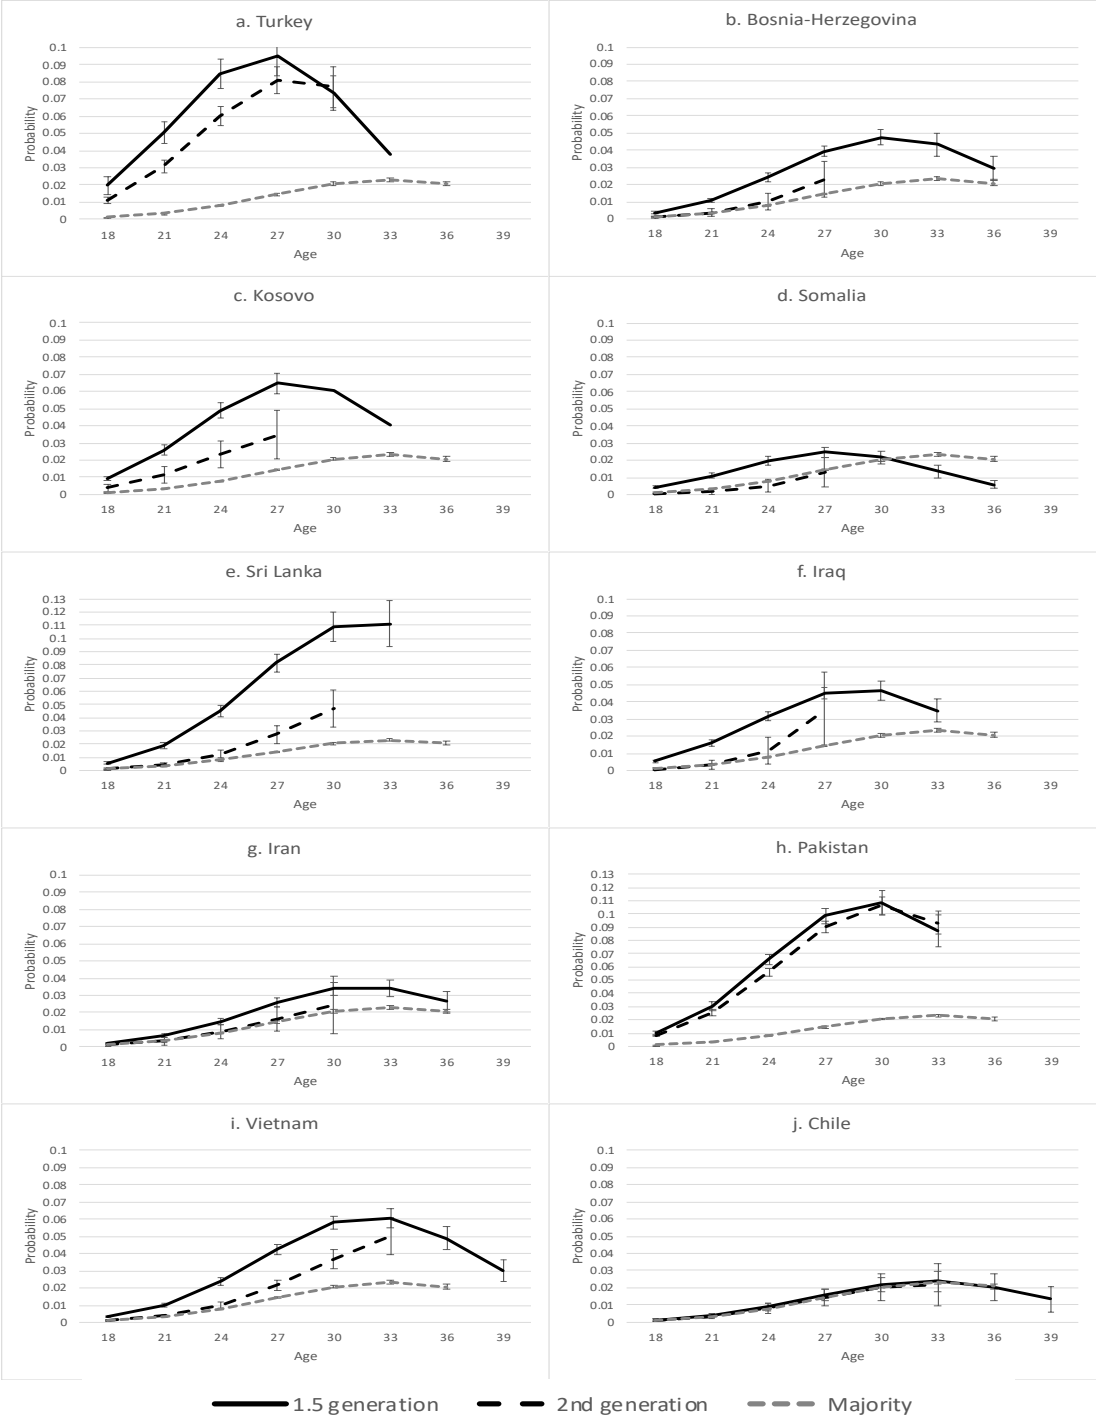 a. Turkey
Probability
0.1
0.09
0.08
0.07
0.06
0.05
0.04
0.03
0.02
0.01
0
18 21 24 27 30 33 36 39
Age
b. Bosnia-Herzegovina
Probability
0.1
0.09
0.08
0.07
0.06
0.05
0.04
0.03
0.02
0.01
0
18 21 24 27 30 33 36 39
Age
c. Kosovo
Probability
0.1
0.09
0.08
0.07
0.06
0.05
0.04
0.03
0.02
0.01
0
18 21 24 27 30 33 36 39
Age
d. Somalia
Probability
0.1
0.09
0.08
0.07
0.06
0.05
0.04
0.03
0.02
0.01
0
18 21 24 27 30 33 36 39
Age
e. Sri Lanka
Probability
0.13
0.12
0.11
0.1
0.09
0.08
0.07
0.06
0.05
0.04
0.03
0.02
0.01
0
18 21 24 27 30 33 36 39
Age
f. Iraq
Probability
0.1
0.09
0.08
0.07
0.06
0.05
0.04
0.03
0.02
0.01
0
18 21 24 27 30 33 36 39
Age
g. Iran
Probability
0.1
0.09
0.08
0.07
0.06
0.05
0.04
0.03
0.02
0.01
0
18 21 24 27 30 33 36 39
Age
h. Pakistan
Probability
0.13
0.12
0.11
0.1
0.09
0.08
0.07
0.06
0.05
0.04
0.03
0.02
0.01
0
18 21 24 27 30 33 36 39
Age
i. Vietnam
Probability
0.1
0.09
0.08
0.07
0.06
0.05
0.04
0.03
0.02
0.01
0
18 21 24 27 30 33 36 39
Age
j. Chile
Probability
0.1
0.09
0.08
0.07
0.06
0.05
0.04
0.03
0.02
0.01
0
18 21 24 27 30 33 36 39
Age
1.5 generation 2nd generation Majority